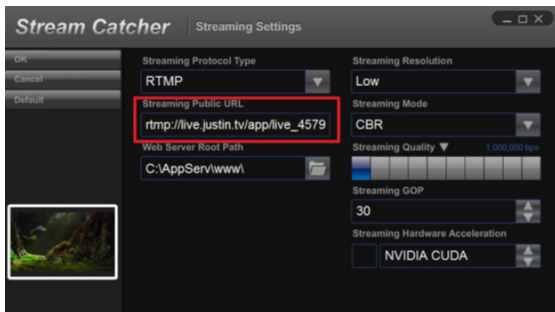 Stream Catcher Streaming Settings
OK
Cancel
Default
Streaming Protocol Type
RTMP
Streaming Public URL
rtmp://live.justin.tv/app/live_4579
Web Server Root Path
C:\AppServ\www\
Streaming Resolution
Low
Streaming Mode
CBR
Streaming Quality ▼ 1,000,000 bps
Streaming GOP
30
Streaming Hardware Acceleration
NVIDIA CUDA